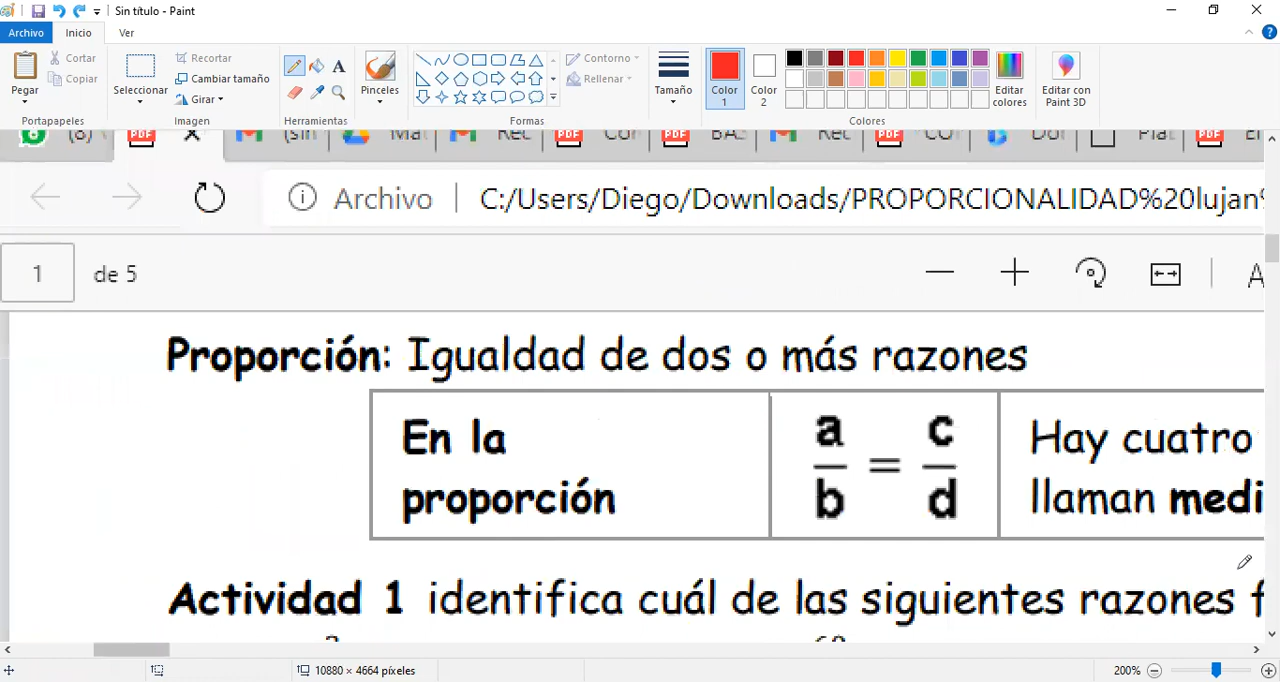 Sin título - Paint
Archivo Inicio Ver
Pegar
Cortar
Copiar
Portapapeles
Seleccionar
Recortar
Cambiar tamaño
Girar
Imagen
A
Herramientas
Pinceles
Contorno
Rellenar
Formas
Tamaño
Color 1
Color 2
Editar colores
Colores
Editar con Paint 3D
Archivo C:/Users/Diego/Downloads/PROPORCIONALIDAD%20lujan%
1 de 5
Proporción: Igualdad de dos o más razones
En la proporción
a/b = c/d
Hay cuatro
llaman medi
Actividad 1 identifica cuál de las siguientes razones f
10880 × 4664 píxeles
200%